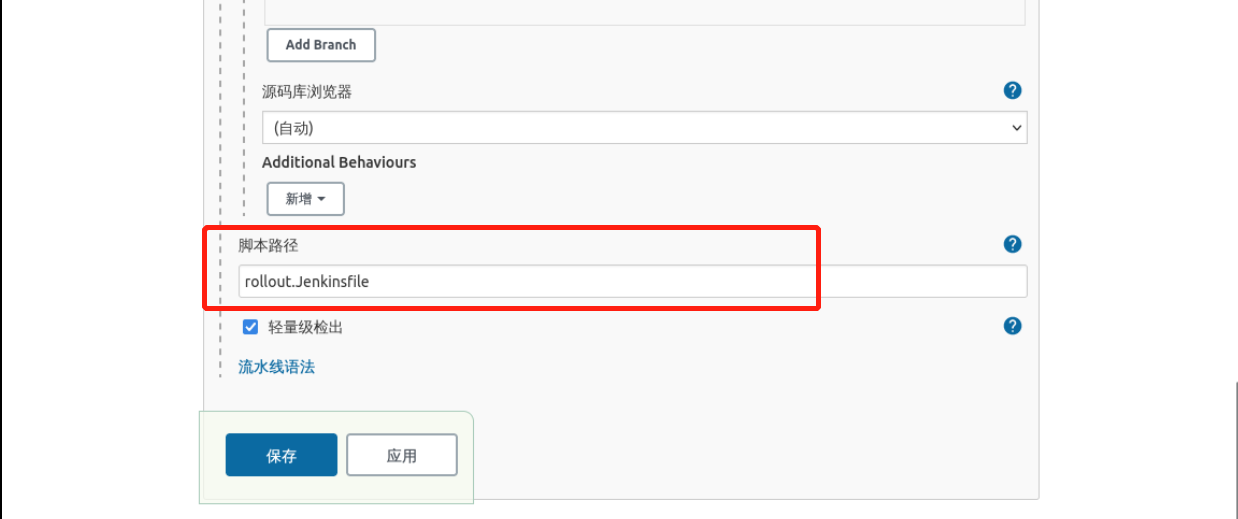 Add Branch
源码库浏览器
?
(自动)
Additional Behaviours
新增
脚本路径
?
rollout.Jenkinsfile
轻量级检出
?
流水线语法
保存
应用